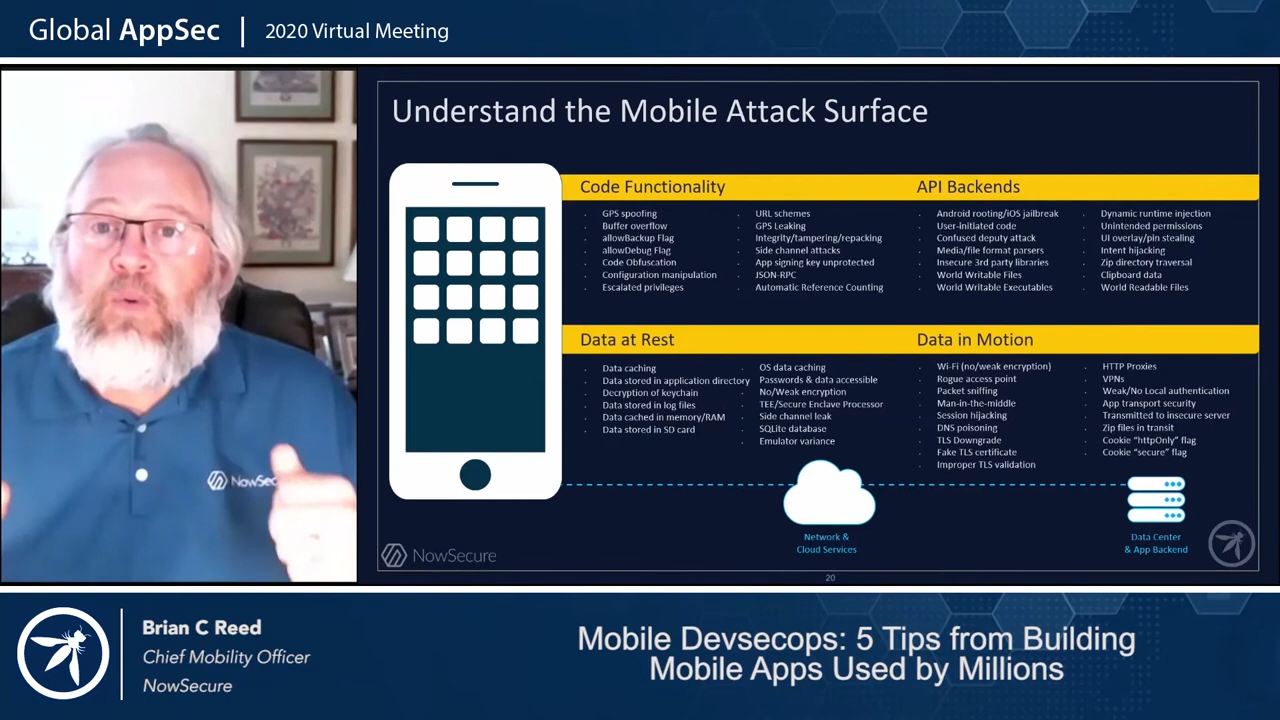 Global AppSec | 2020 Virtual Meeting
Understand the Mobile Attack Surface
Code Functionality
GPS spoofing
Buffer overflow
allowBackup Flag
allowDebug Flag
Code Obfuscation
Configuration manipulation
Escalated privileges
URL schemes
GPS Leaking
Integrity/tampering/repacking
Side channel attacks
App signing key unprotected
JSON-RPC
Automatic Reference Counting
API Backends
Android rooting/iOS jailbreak
User-initiated code
Confused deputy attack
Media/file format parsers
Insecure 3rd party libraries
World Writable Files
World Writable Executables
Dynamic runtime injection
Unintended permissions
UI overlay/pin stealing
Intent hijacking
Zip directory traversal
Clipboard data
World Readable Files
Data at Rest
Data caching
Data stored in application directory
Decryption of keychain
Data stored in log files
Data cached in memory/RAM
Data stored in SD card
OS data caching
Passwords & data accessible
No/Weak encryption
TEE/Secure Enclave Processor
Side channel leak
SQLite database
Emulator variance
Data in Motion
Wi-Fi (no/weak encryption)
Rogue access point
Packet sniffing
Man-in-the-middle
Session hijacking
DNS poisoning
TLS Downgrade
Fake TLS certificate
Improper TLS validation
HTTP Proxies
VPNs
Weak/No Local authentication
App transport security
Transmitted to insecure server
Zip files in transit
Cookie “httpOnly” flag
Cookie “secure” flag
Network &
Cloud Services
Data Center
& App Backend
NowSecure
20
NowSec
Brian C Reed
Chief Mobility Officer
NowSecure
Mobile Devsecops: 5 Tips from Building
Mobile Apps Used by Millions